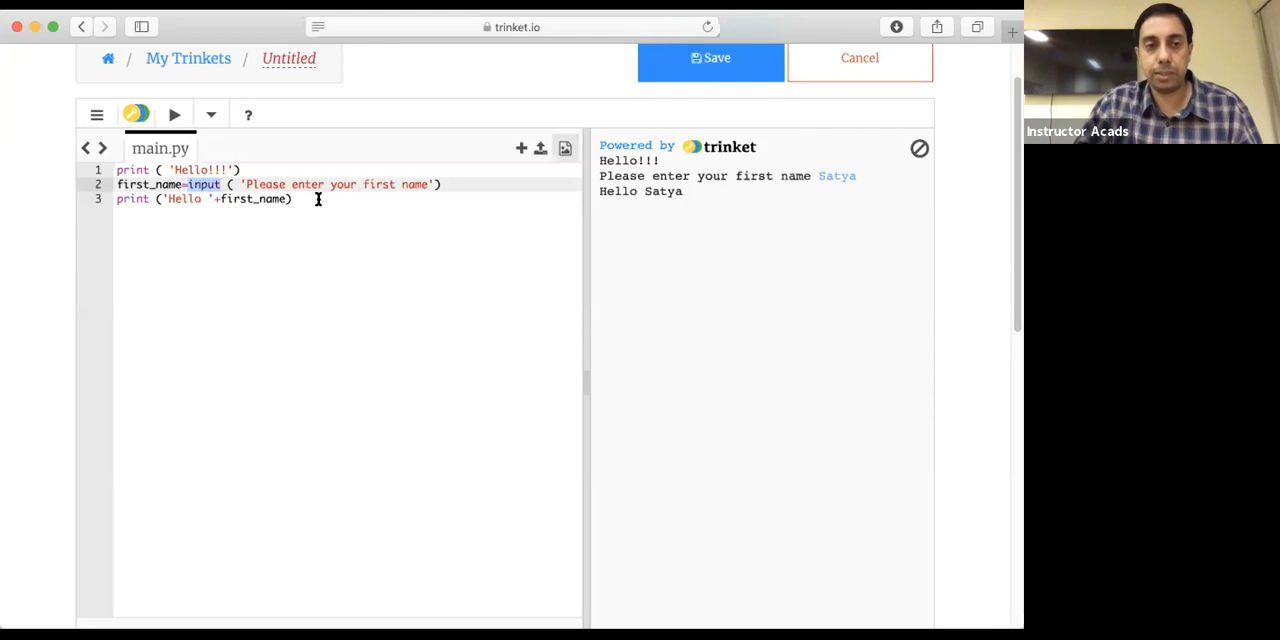 trinket.io
/ My Trinkets / Untitled
Save
Cancel
?
main.py
Powered by trinket
1 print ( 'Hello!!!')
2 first_name=input ( 'Please enter your first name')
3 print ('Hello '+first_name)
Hello!!!
Please enter your first name Satya
Hello Satya
Instructor Acads